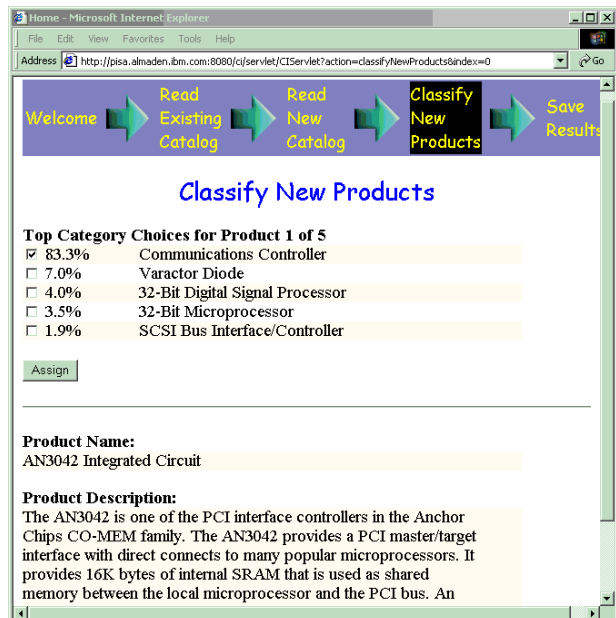 Home - Microsoft Internet Explorer
File Edit View Favorites Tools Help
Address http://pisa.almaden.ibm.com:8080/ci/servlet/CIServlet?action=classifyNewProducts&index=0 Go
Welcome
Read
Existing
Catalog
Read
New
Catalog
Classify
New
Products
Save
Results
Classify New Products
Top Category Choices for Product 1 of 5
83.3% Communications Controller
7.0% Varactor Diode
4.0% 32-Bit Digital Signal Processor
3.5% 32-Bit Microprocessor
1.9% SCSI Bus Interface/Controller
Assign
Product Name:
AN3042 Integrated Circuit
Product Description:
The AN3042 is one of the PCI interface controllers in the Anchor
Chips CO-MEM family. The AN3042 provides a PCI master/target
interface with direct connects to many popular microprocessors. It
provides 16K bytes of internal SRAM that is used as shared
memory between the local microprocessor and the PCI bus. An